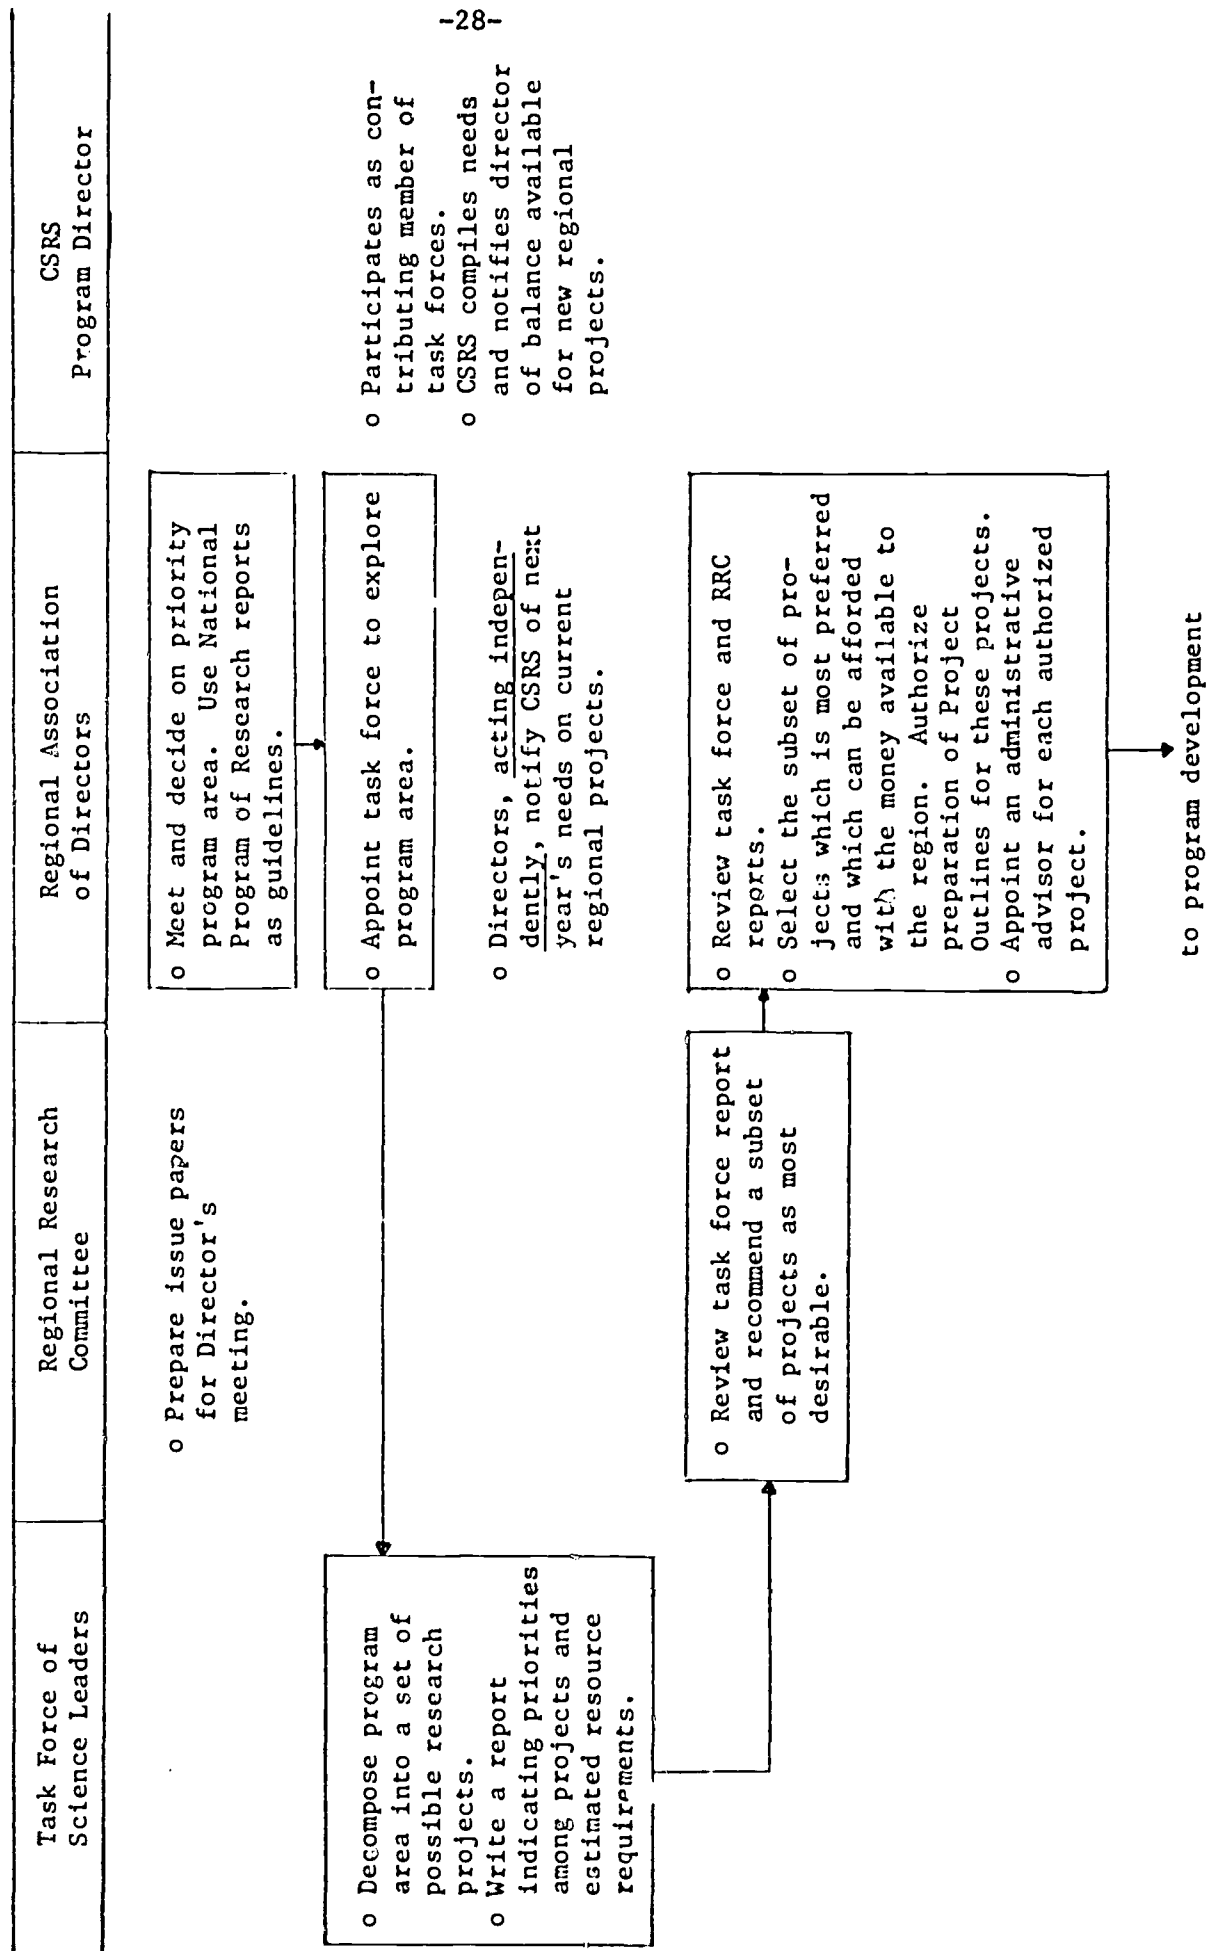 -28-
Task Force of
Science Leaders
Regional Research
Committee
Regional Association
of Directors
CSRS
Program Director
o Prepare issue papers
for Director's
meeting.
o Meet and decide on priority
program area. Use National
Program of Research reports
as guidelines.
o Appoint task force to explore
program area.
o Participates as con-
tributing member of
task forces.
o CSRS compiles needs
and notifies director
of balance available
for new regional
projects.
o Directors, acting indepen-
dently, notify CSRS of next
year's needs on current
regional projects.
o Decompose program
area into a set of
possible research
projects.
o Write a report
indicating priorities
among projects and
estimated resource
requirements.
o Review task force report
and recommend a subset
of projects as most
desirable.
o Review task force and RRC
reports.
o Select the subset of pro-
jects which is most preferred
and which can be afforded
with the money available to
the region. Authorize
preparation of Project
Outlines for these projects.
o Appoint an administrative
advisor for each authorized
project.
to program development